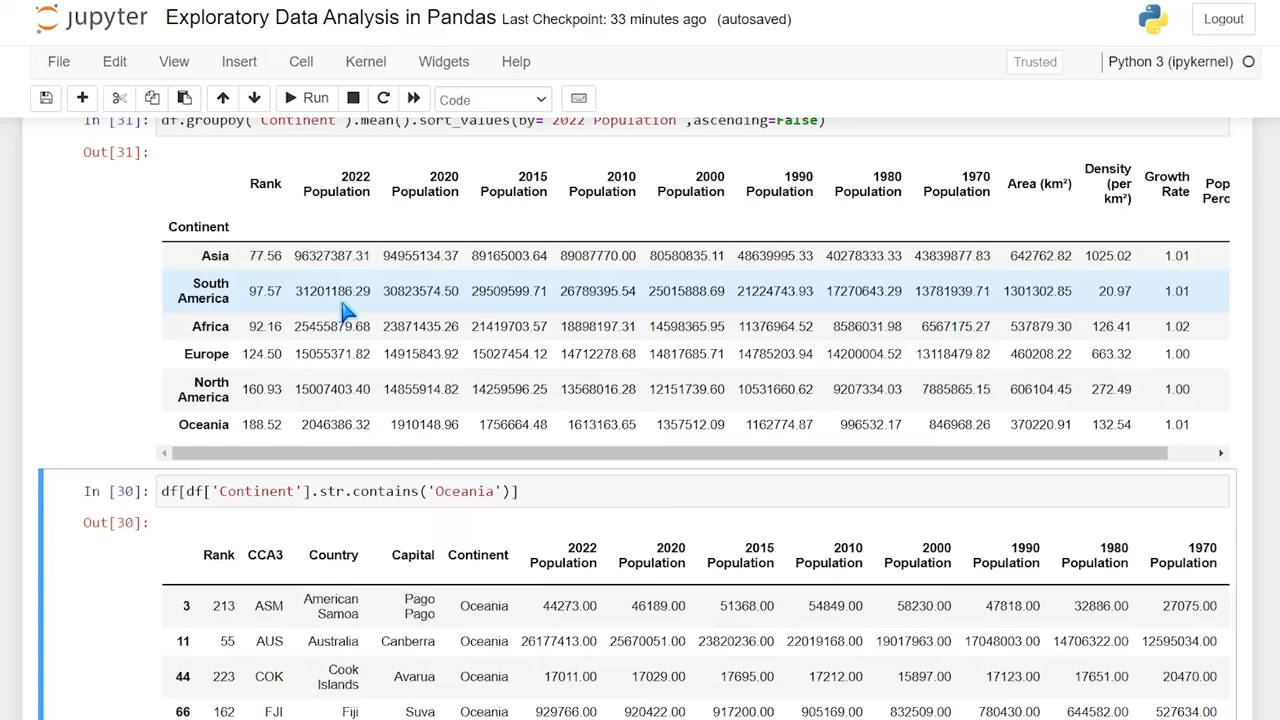 jupyter Exploratory Data Analysis in Pandas Last Checkpoint: 33 minutes ago (autosaved) Logout
File Edit View Insert Cell Kernel Widgets Help Trusted Python 3 (ipykernel)
Run Code
In [31]: df.groupby('Continent').mean().sort_values(by='2022 Population',ascending=False)
Out[31]:
Rank 2022 Population 2020 Population 2015 Population 2010 Population 2000 Population 1990 Population 1980 Population 1970 Population Area (km²) Density (per km²) Growth Rate Pop Perc
Continent
Asia 77.56 96327387.31 94955134.37 89165003.64 89087770.00 80580835.11 48639995.33 40278333.33 43839877.83 642762.82 1025.02 1.01
South America 97.57 31201186.29 30823574.50 29509599.71 26789395.54 25015888.69 21224743.93 17270643.29 13781939.71 1301302.85 20.97 1.01
Africa 92.16 25455879.68 23871435.26 21419703.57 18898197.31 14598365.95 11376964.52 8586031.98 6567175.27 537879.30 126.41 1.02
Europe 124.50 15055371.82 14915843.92 15027454.12 14712278.68 14817685.71 14785203.94 14200004.52 13118479.82 460208.22 663.32 1.00
North America 160.93 15007403.40 14855914.82 14259596.25 13568016.28 12151739.60 10531660.62 9207334.03 7885865.15 606104.45 272.49 1.00
Oceania 188.52 2046386.32 1910148.96 1756664.48 1613163.65 1357512.09 1162774.87 996532.17 846968.26 370220.91 132.54 1.01
In [30]: df[df['Continent'].str.contains('Oceania')]
Out[30]:
Rank CCA3 Country Capital Continent 2022 Population 2020 Population 2015 Population 2010 Population 2000 Population 1990 Population 1980 Population 1970 Population
3 213 ASM American Samoa Pago Pago Oceania 44273.00 46189.00 51368.00 54849.00 58230.00 47818.00 32886.00 27075.00
11 55 AUS Australia Canberra Oceania 26177413.00 25670051.00 23820236.00 22019168.00 19017963.00 17048003.00 14706322.00 12595034.00
44 223 COK Cook Islands Avarua Oceania 17011.00 17029.00 17695.00 17212.00 15897.00 17123.00 17651.00 20470.00
66 162 FJI Fiji Suva Oceania 929766.00 920422.00 917200.00 905169.00 832509.00 780430.00 644582.00 527634.00